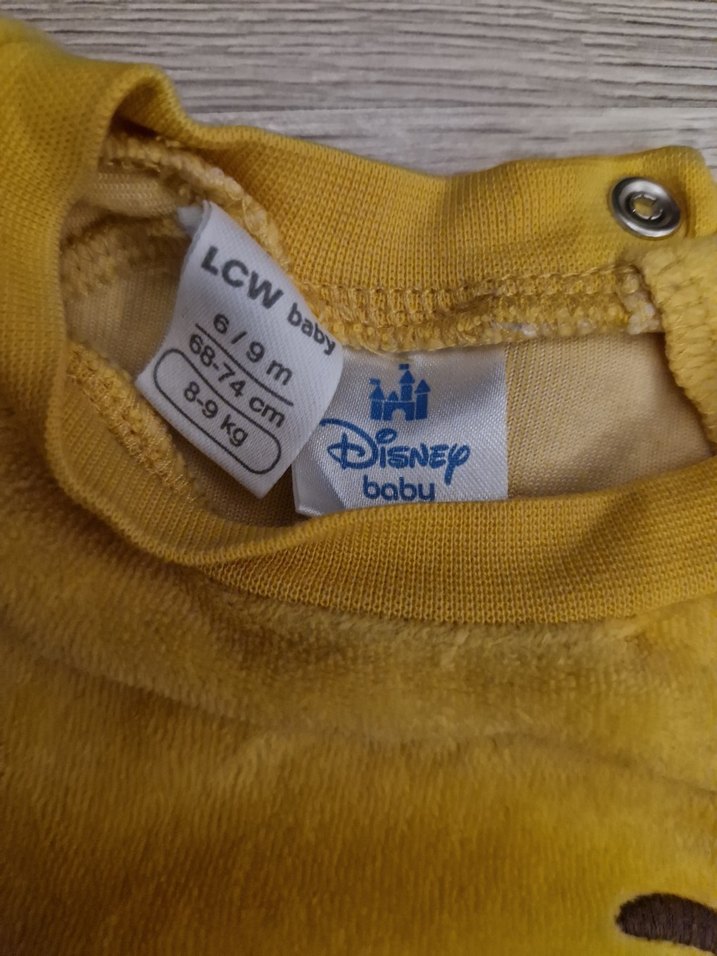 LCW baby
6 / 9 m
68-74 cm
8-9 kg
Disney
baby